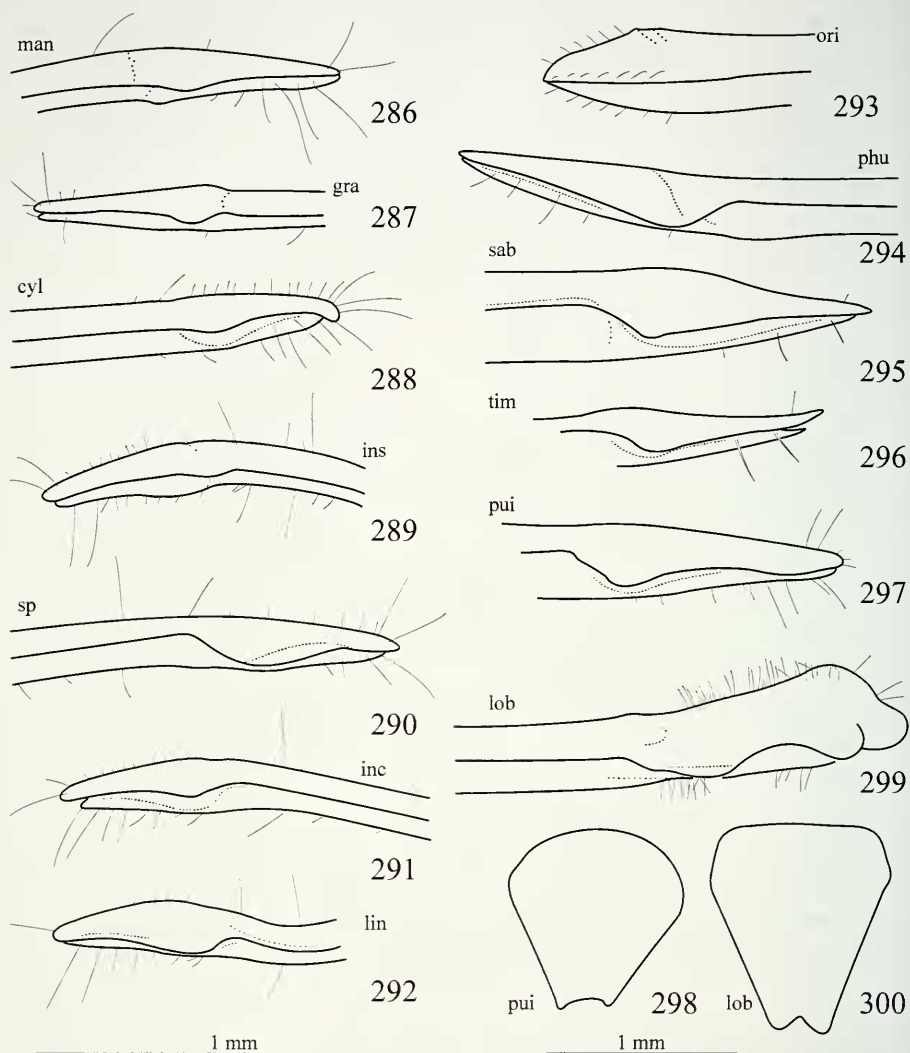 man
286
gra
287
cyl
288
ins
289
sp
290
inc
291
lin
292
1 mm
ori
293
phu
294
sab
295
tim
296
pui
297
lob
299
pui
298
lob
300
1 mm